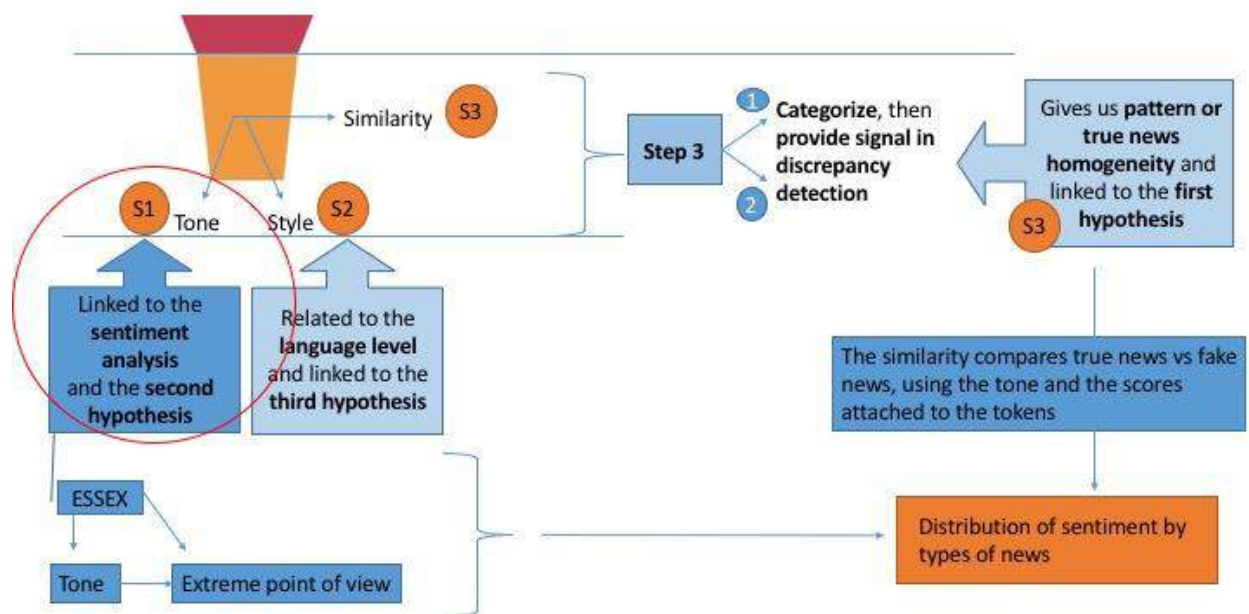 Similarity
S3
S1
Tone
Style
S2
Step 3
1
Categorize, then
provide signal in
discrepancy
detection
2
Gives us pattern or
true news
homogeneity and
linked to the
first
hypothesis
S3
Linked to the
sentiment
analysis
and the second
hypothesis
Related to the
language level
and linked to the
third hypothesis
The similarity compares true news vs fake
news, using the tone and the scores
attached to the tokens
ESSEX
Tone
Extreme point of view
Distribution of sentiment by
types of news